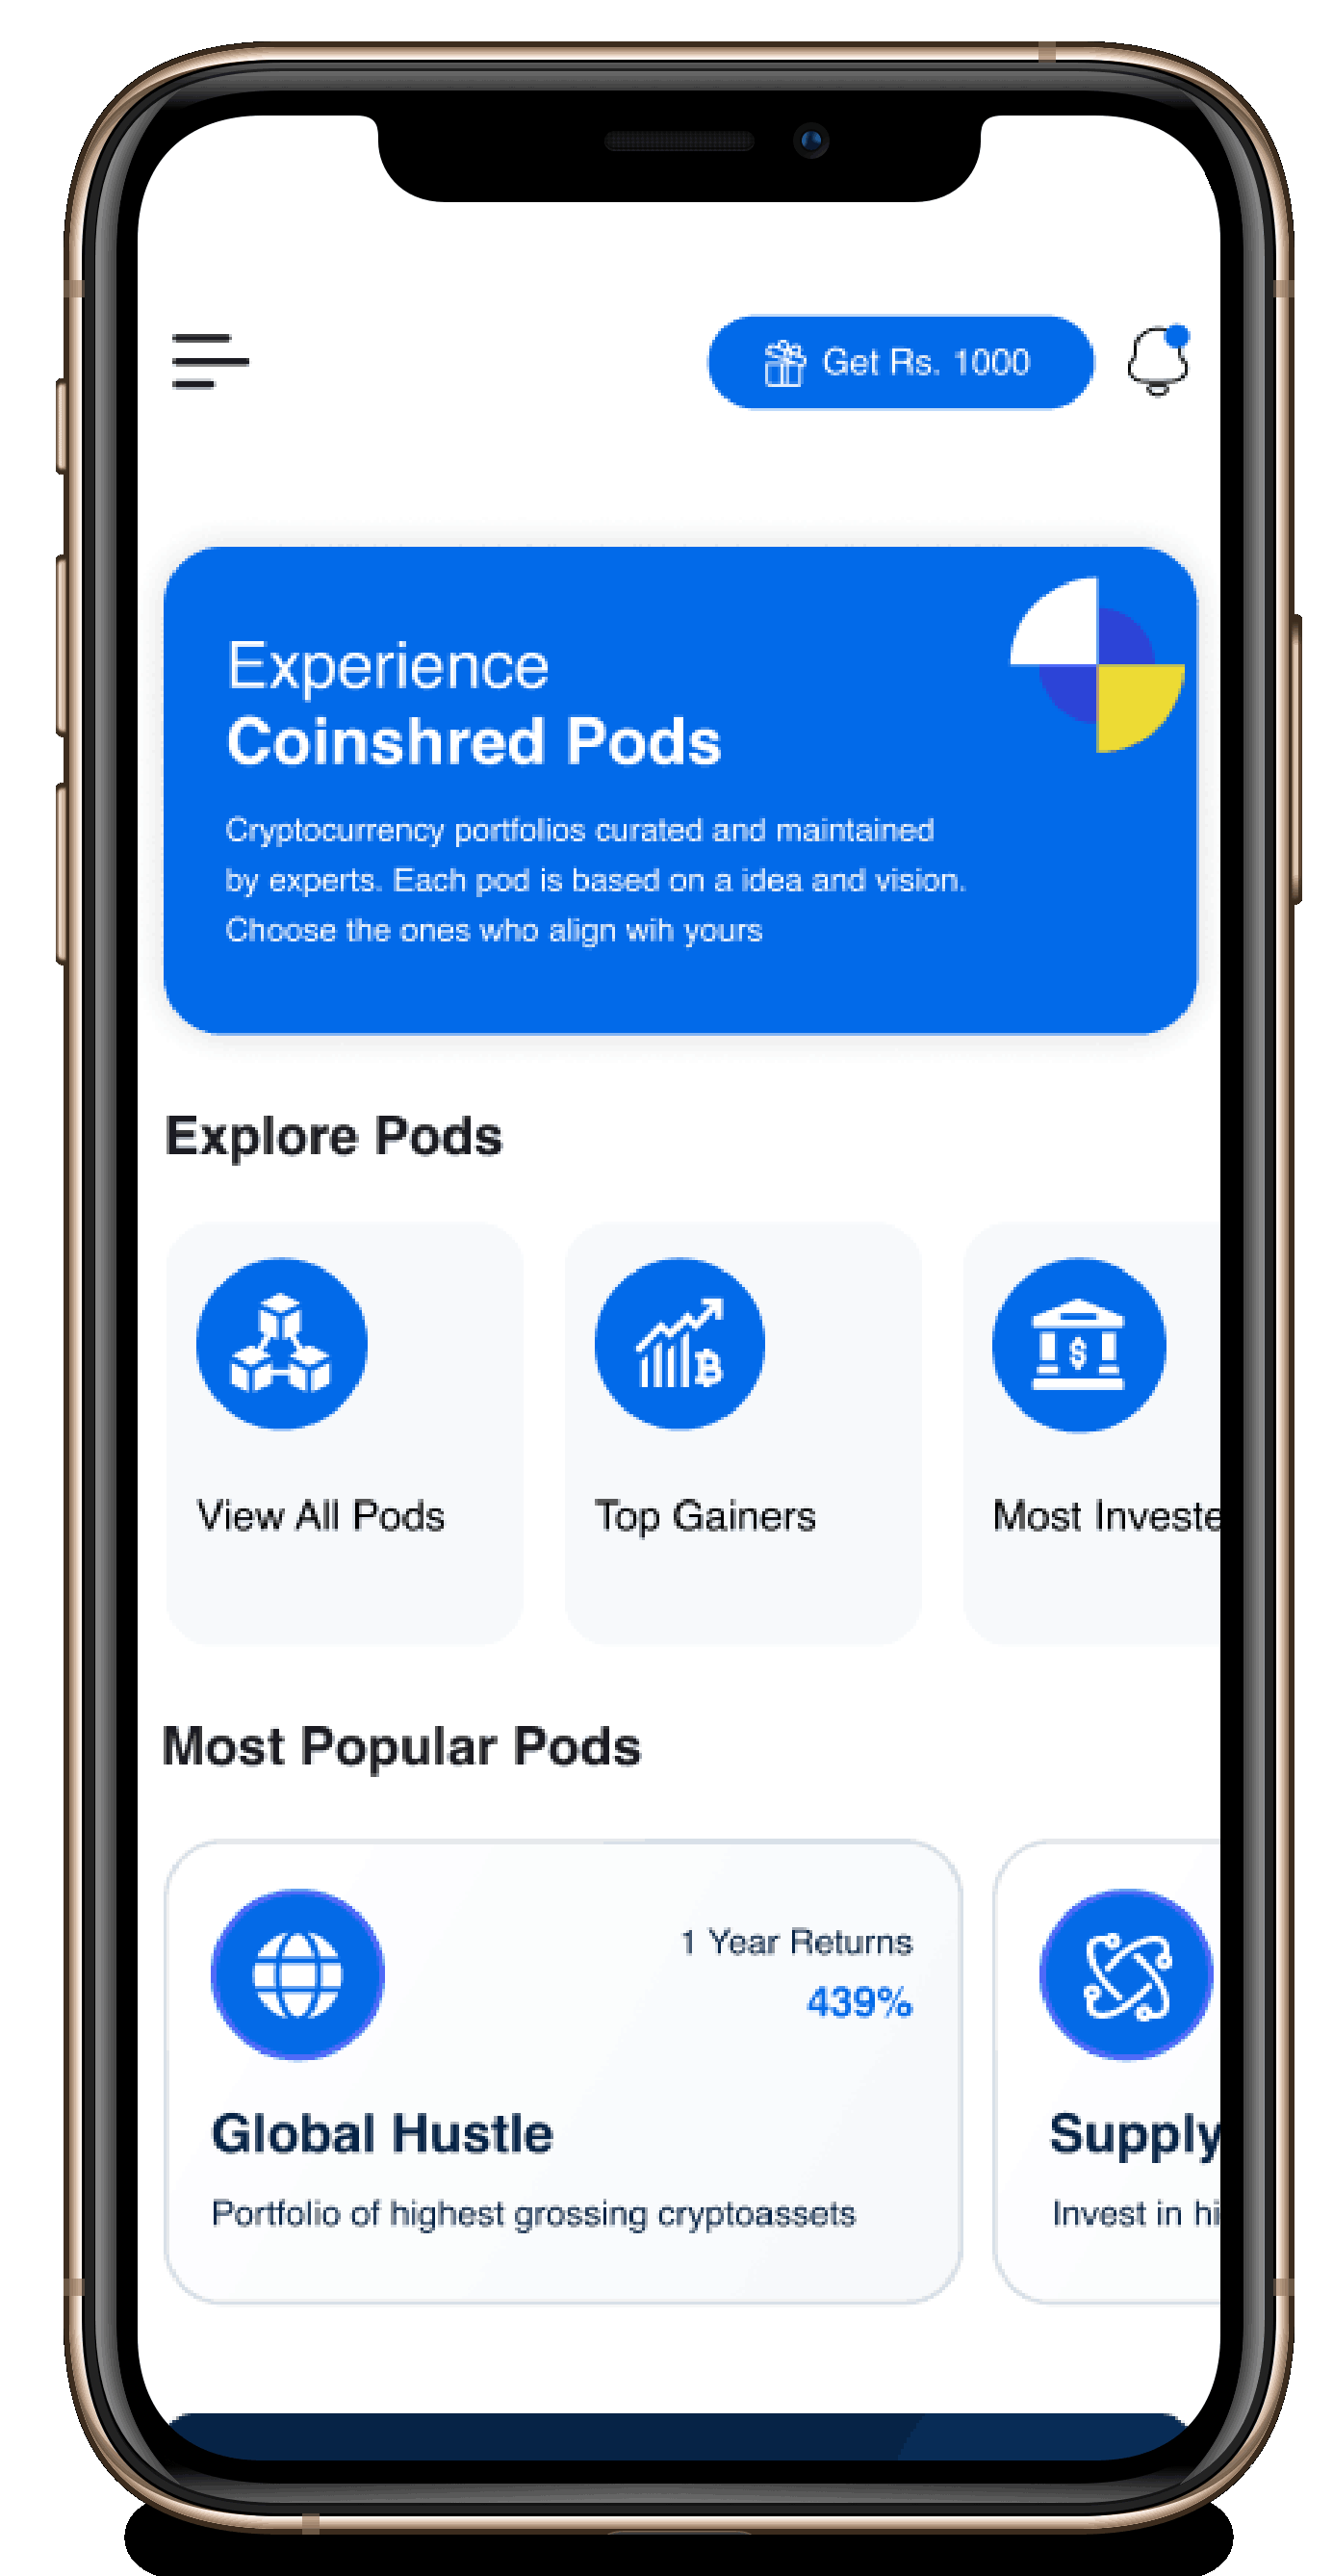 Get Rs. 1000
Experience
Coinshred Pods
Cryptocurrency portfolios curated and maintained
by experts. Each pod is based on a idea and vision.
Choose the ones who align wih yours
Explore Pods
View All Pods
Top Gainers
Most Investe
Most Popular Pods
1 Year Returns
439%
Global Hustle
Portfolio of highest grossing cryptoassets
Supply
Invest in hi